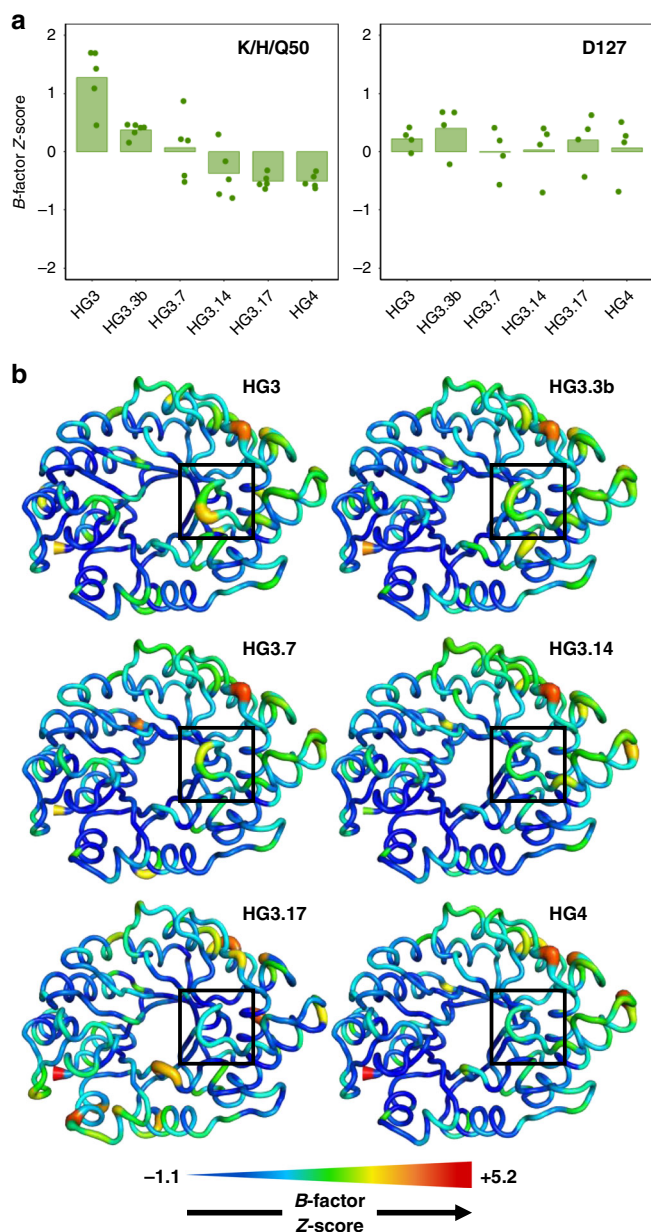 a
K/H/Q50
D127
B-factor Z-score
2
1
0
−1
−2
2
1
0
−1
−2
HG3
HG3.3b
HG3.7
HG3.14
HG3.17
HG4
HG3
HG3.3b
HG3.7
HG3.14
HG3.17
HG4
b
HG3
HG3.3b
HG3.7
HG3.14
HG3.17
HG4
−1.1
+5.2
B-factor
Z-score